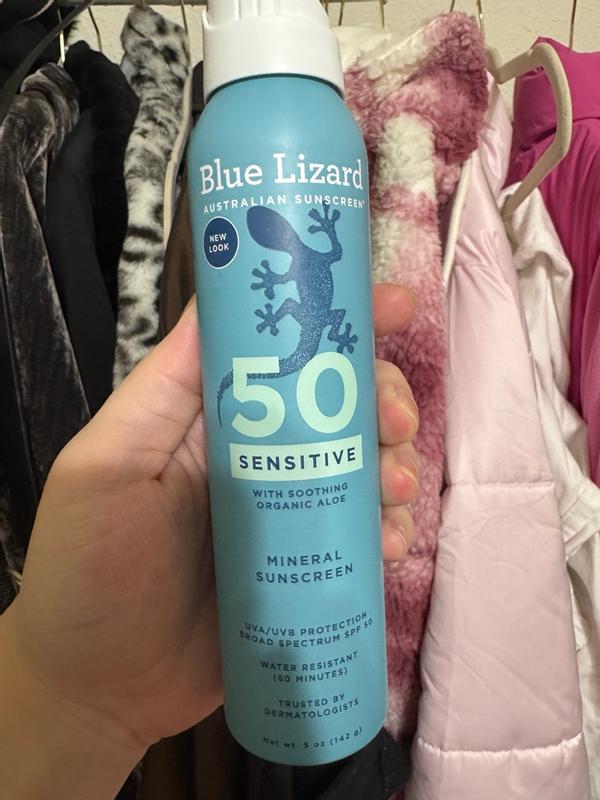 Blue Lizard
AUSTRALIAN SUNSCREEN®
NEW
LOOK
50
SENSITIVE
WITH SOOTHING
ORGANIC ALOE
MINERAL
SUNSCREEN
UVA/UVB PROTECTION
BROAD SPECTRUM SPF 50
WATER RESISTANT
(80 MINUTES)
TRUSTED BY
DERMATOLOGISTS
Net wt. 5 oz (142 g)